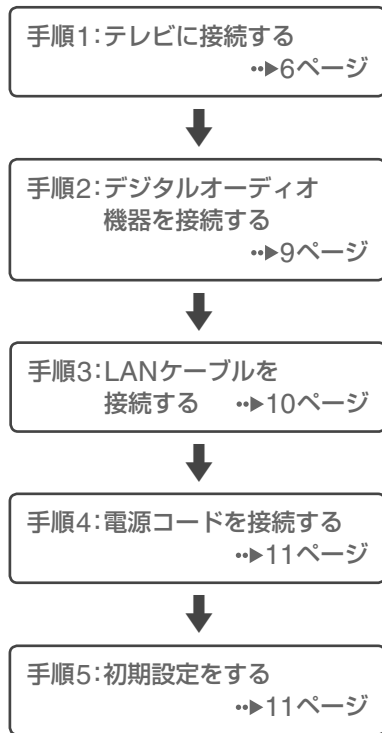 手順1：テレビに接続する
••▶6ページ
手順2：デジタルオーディオ
機器を接続する
••▶9ページ
手順3：LANケーブルを
接続する ••▶10ページ
手順4：電源コードを接続する
••▶11ページ
手順5：初期設定をする
••▶11ページ